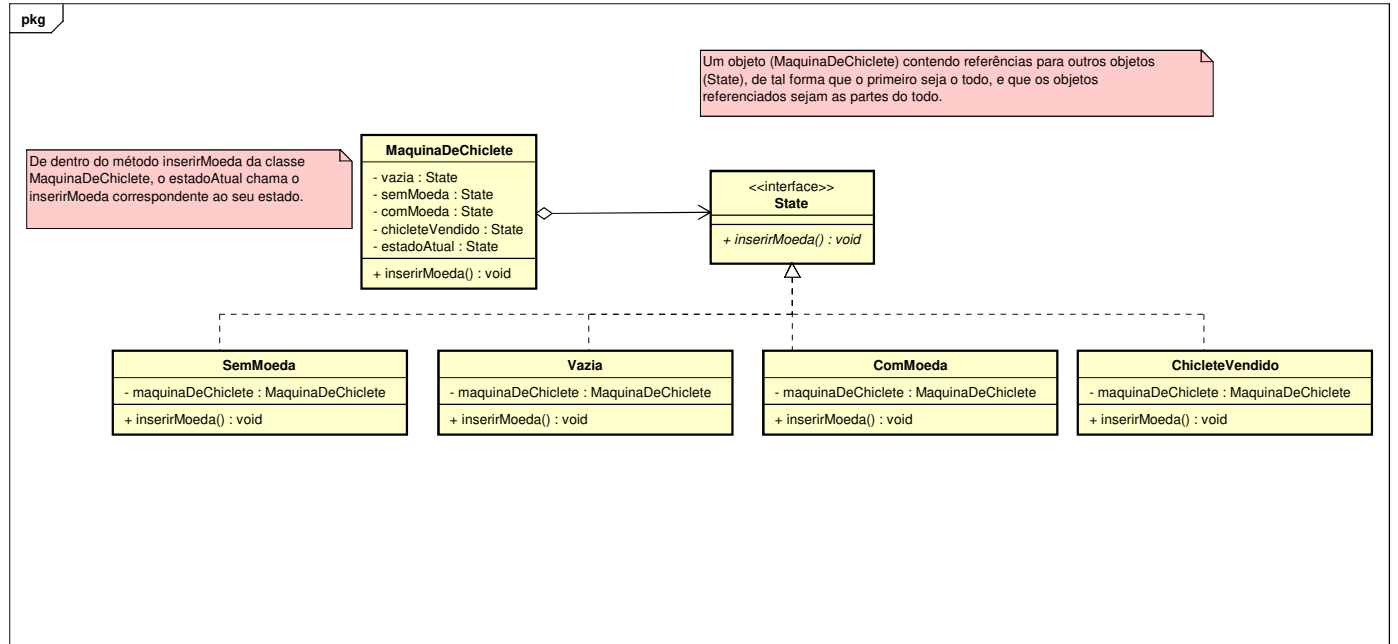 pkg
Um objeto (MaquinaDeChiclete) contendo referências para outros objetos
(State), de tal forma que o primeiro seja o todo, e que os objetos
referenciados sejam as partes do todo.
De dentro do método inserirMoeda da classe
MaquinaDeChiclete, o estadoAtual chama o
inserirMoeda correspondente ao seu estado.
MaquinaDeChiclete
- vazia : State
- semMoeda : State
- comMoeda : State
- chicleteVendido : State
- estadoAtual : State
+ inserirMoeda() : void
<<interface>>
State
+ inserirMoeda() : void
SemMoeda
- maquinaDeChiclete : MaquinaDeChiclete
+ inserirMoeda() : void
Vazia
- maquinaDeChiclete : MaquinaDeChiclete
+ inserirMoeda() : void
ComMoeda
- maquinaDeChiclete : MaquinaDeChiclete
+ inserirMoeda() : void
ChicleteVendido
- maquinaDeChiclete : MaquinaDeChiclete
+ inserirMoeda() : void